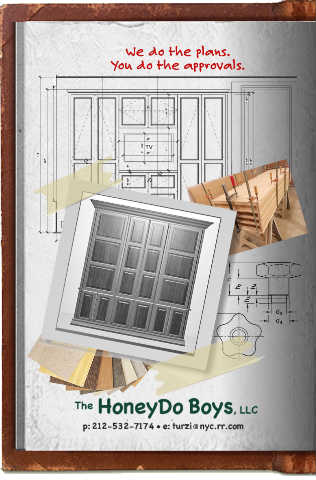 We do the plans.
You do the approvals.
TV
The HoneyDo Boys, LLC
p: 212-532-7174 • e: turzi@nyc.rr.com